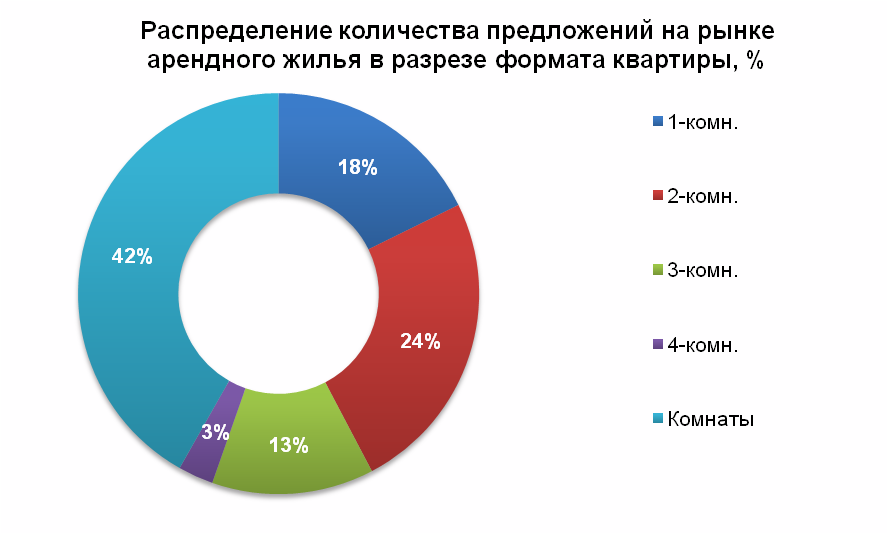 Распределение количества предложений на рынке
арендного жилья в разрезе формата квартиры, %
18%
24%
13%
3%
42%
1-комн.
2-комн.
3-комн.
4-комн.
Комнаты